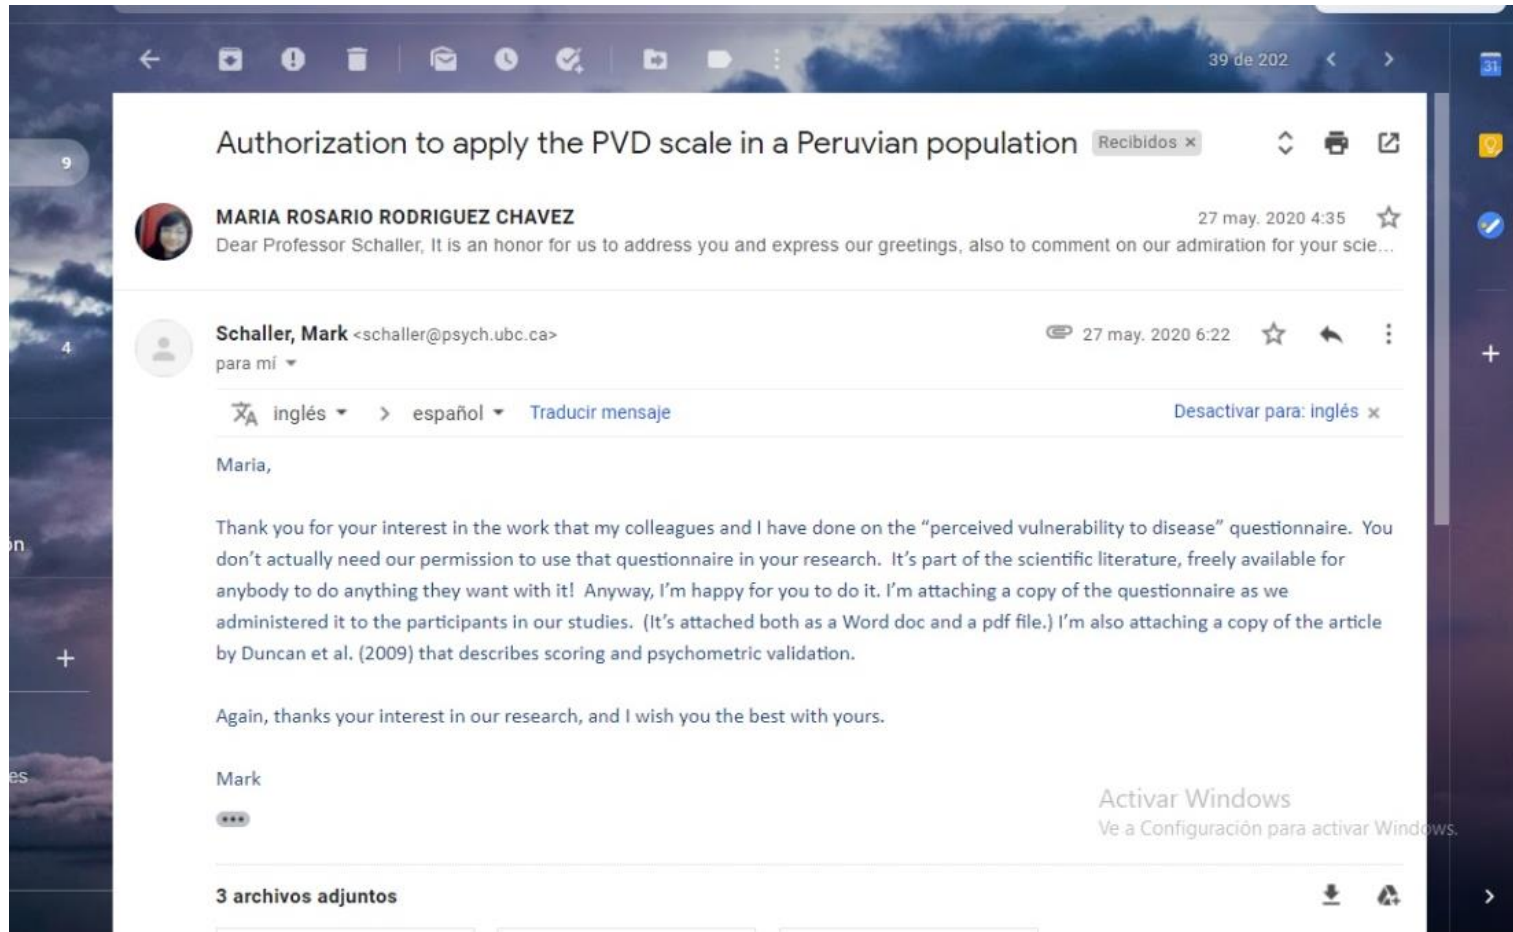 39 de 202
31
Authorization to apply the PVD scale in a Peruvian population Recibidos ×
9
MARIA ROSARIO RODRIGUEZ CHAVEZ 27 may. 2020 4:35
Dear Professor Schaller, It is an honor for us to address you and express our greetings, also to comment on our admiration for your scie...
Schaller, Mark <schaller@psych.ubc.ca> 27 may. 2020 6:22
4
para mí
inglés > español Traducir mensaje Desactivar para: inglés ×
Maria,
Thank you for your interest in the work that my colleagues and I have done on the “perceived vulnerability to disease” questionnaire. You
ón
don’t actually need our permission to use that questionnaire in your research. It’s part of the scientific literature, freely available for
anybody to do anything they want with it! Anyway, I’m happy for you to do it. I’m attaching a copy of the questionnaire as we
administered it to the participants in our studies. (It’s attached both as a Word doc and a pdf file.) I’m also attaching a copy of the article
by Duncan et al. (2009) that describes scoring and psychometric validation.
Again, thanks your interest in our research, and I wish you the best with yours.
Mark
es
Activar Windows
Ve a Configuración para activar Windows.
3 archivos adjuntos